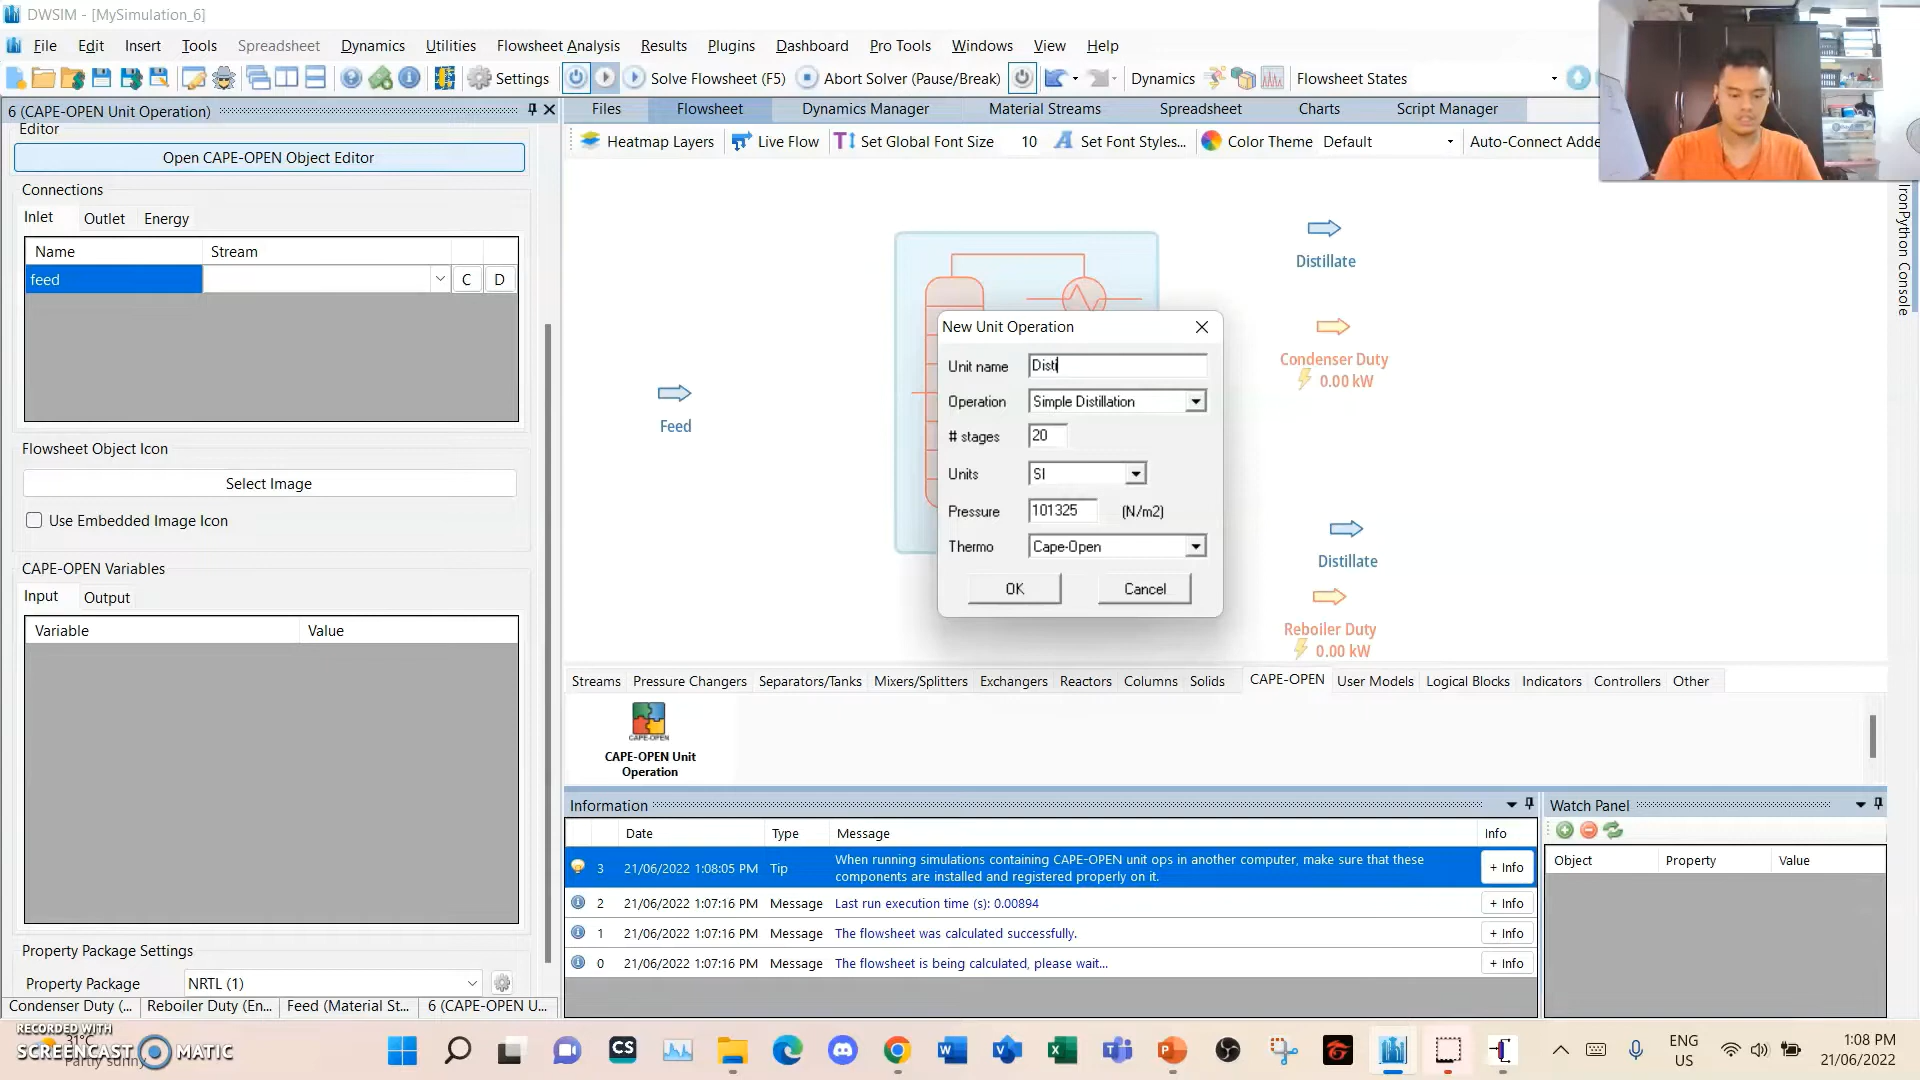 DWSIM - [MySimulation_6]
File Edit Insert Tools Spreadsheet Dynamics Utilities Flowsheet Analysis Results Plugins Dashboard Pro Tools Windows View Help
Settings Solve Flowsheet (F5) Abort Solver (Pause/Break) Dynamics Flowsheet States
6 (CAPE-OPEN Unit Operation)
Files Flowsheet Dynamics Manager Material Streams Spreadsheet Charts Script Manager
Editor
Heatmap Layers Live Flow Set Global Font Size 10 Set Font Styles... Color Theme Default Auto-Connect Adde
Open CAPE-OPEN Object Editor
Connections
Inlet Outlet Energy
Name Stream
feed C D
Flowsheet Object Icon
Select Image
Use Embedded Image Icon
CAPE-OPEN Variables
Input Output
Variable Value
Property Package Settings
Property Package NRTL (1)
Condenser Duty (... Reboiler Duty (En... Feed (Material St... 6 (CAPE-OPEN U...
IronPython Console
Distillate
Condenser Duty
0.00 kW
Feed
Distillate
Reboiler Duty
0.00 kW
New Unit Operation
Unit name Disti
Operation Simple Distillation
# stages 20
Units SI
Pressure 101325 (N/m2)
Thermo Cape-Open
OK Cancel
Streams Pressure Changers Separators/Tanks Mixers/Splitters Exchangers Reactors Columns Solids CAPE-OPEN User Models Logical Blocks Indicators Controllers Other
CAPE-OPEN
CAPE-OPEN Unit
Operation
Information
Date Type Message Info
3 21/06/2022 1:08:05 PM Tip When running simulations containing CAPE-OPEN unit ops in another computer, make sure that these
components are installed and registered properly on it. + Info
2 21/06/2022 1:07:16 PM Message Last run execution time (s): 0.00894 + Info
1 21/06/2022 1:07:16 PM Message The flowsheet was calculated successfully. + Info
0 21/06/2022 1:07:16 PM Message The flowsheet is being calculated, please wait... + Info
Watch Panel
Object Property Value
RECORDED WITH
SCREENCAST MATIC
31°C
Partly sunny
CS
ENG
US
1:08 PM
21/06/2022